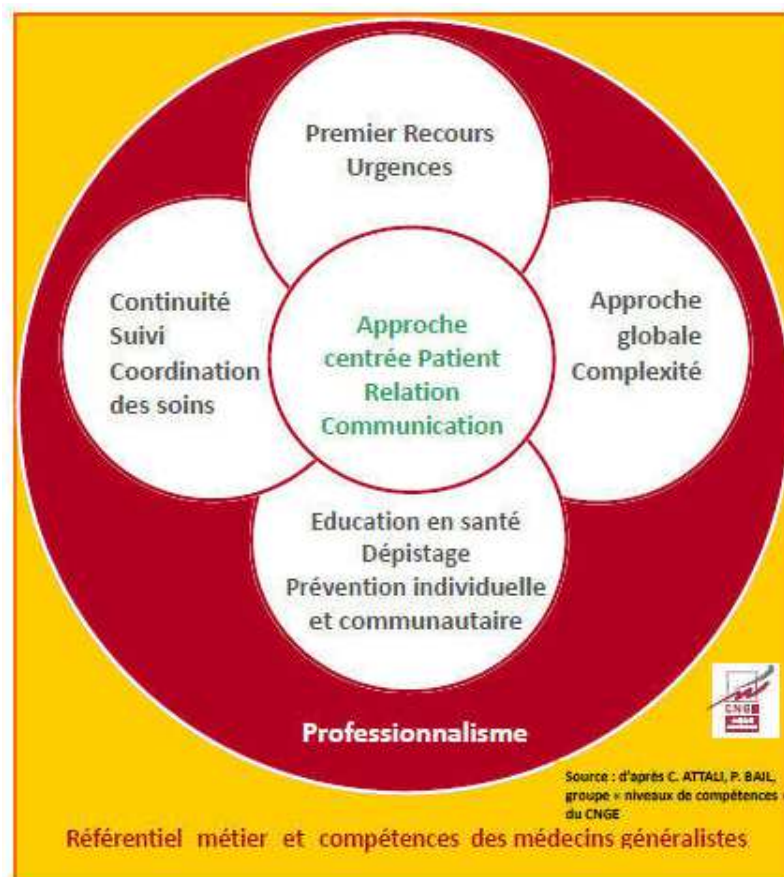 Premier Recours
Urgences
Continuité
Suivi
Coordination
des soins
Approche
centrée Patient
Relation
Communication
Approche
globale
Complexité
Education en santé
Dépistage
Prévention individuelle
et communautaire
Professionnalisme
CNGE
Source : d'après C. ATTALI, P. BAIL,
groupe « niveaux de compétences »
du CNGE
Référentiel métier et compétences des médecins généralistes